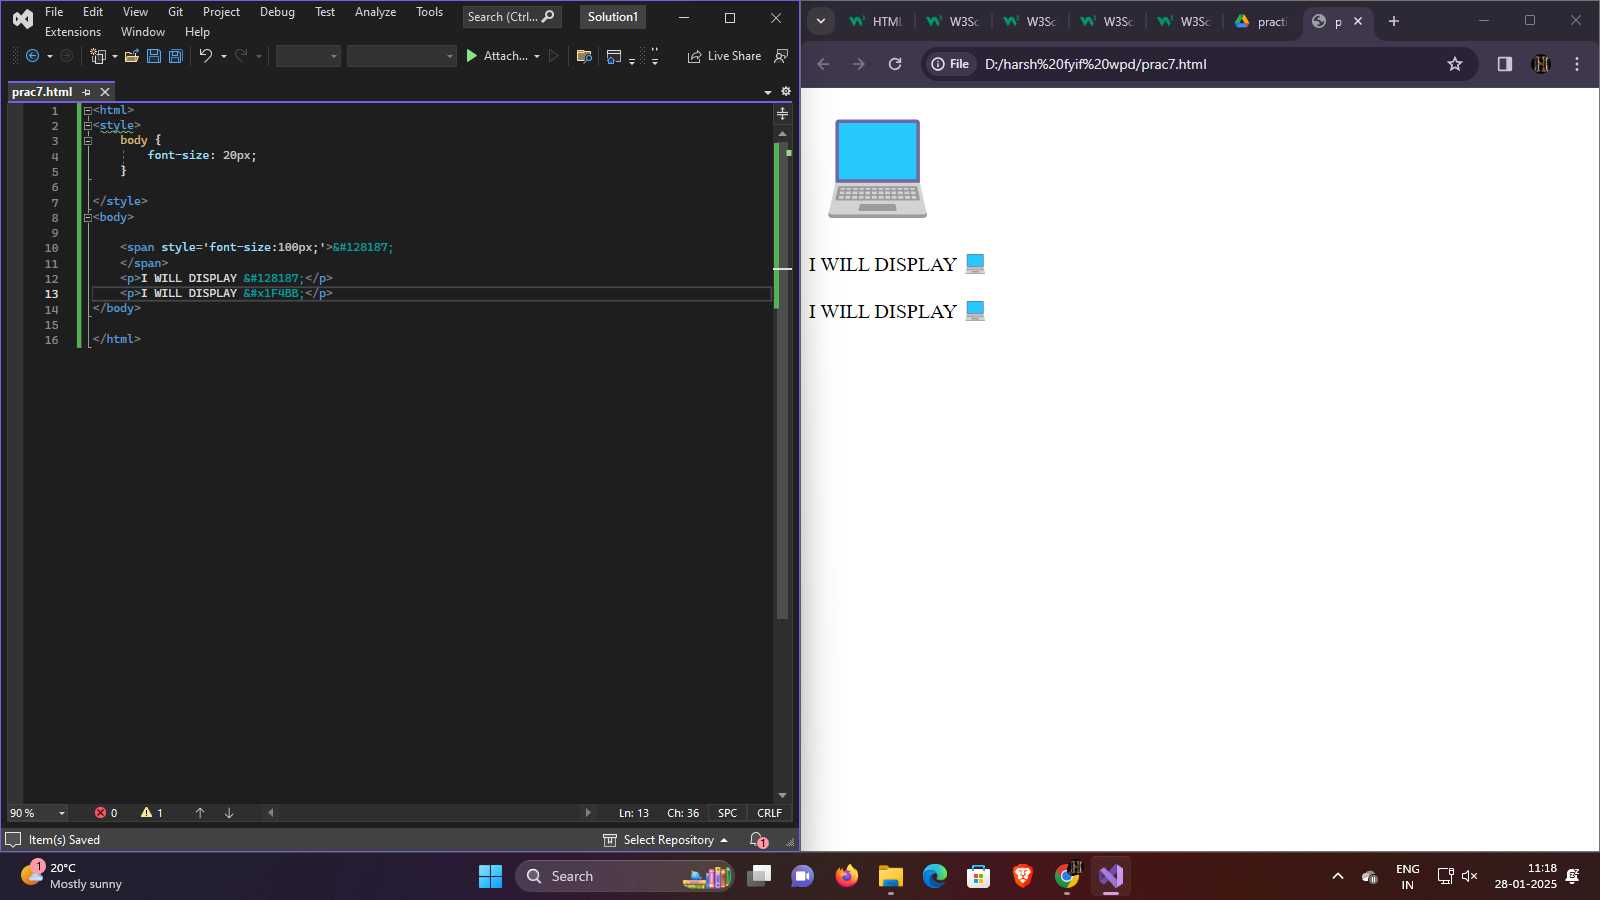 File Edit View Git Project Debug Test Analyze Tools Search (Ctrl... Solution1
Extensions Window Help
Attach... Live Share
prac7.html
1 <html>
2 <style>
3 body {
4 font-size: 20px;
5 }
6
7 </style>
8 <body>
9
10 <span style='font-size:100px;'>&#128187;
11 </span>
12 <p>I WILL DISPLAY &#128187;</p>
13 <p>I WILL DISPLAY &#x1F4BB;</p>
14 </body>
15
16 </html>
90 % 0 1 Ln: 13 Ch: 36 SPC CRLF
Item(s) Saved Select Repository 1
HTML W3Sc W3Sc W3Sc W3Sc practi p
File D:/harsh%20fyif%20wpd/prac7.html
I WILL DISPLAY 💻
I WILL DISPLAY 💻
1 20°C
Mostly sunny
Search
ENG
IN
11:18
28-01-2025